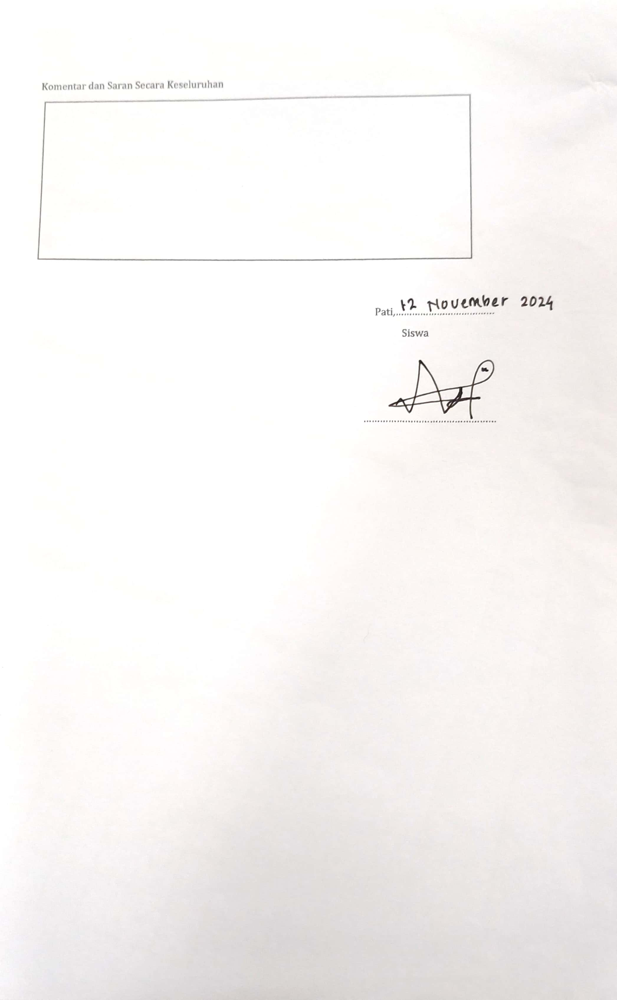 Komentar dan Saran Secara Keseluruhan
Pati, 12 November 2024
Siswa